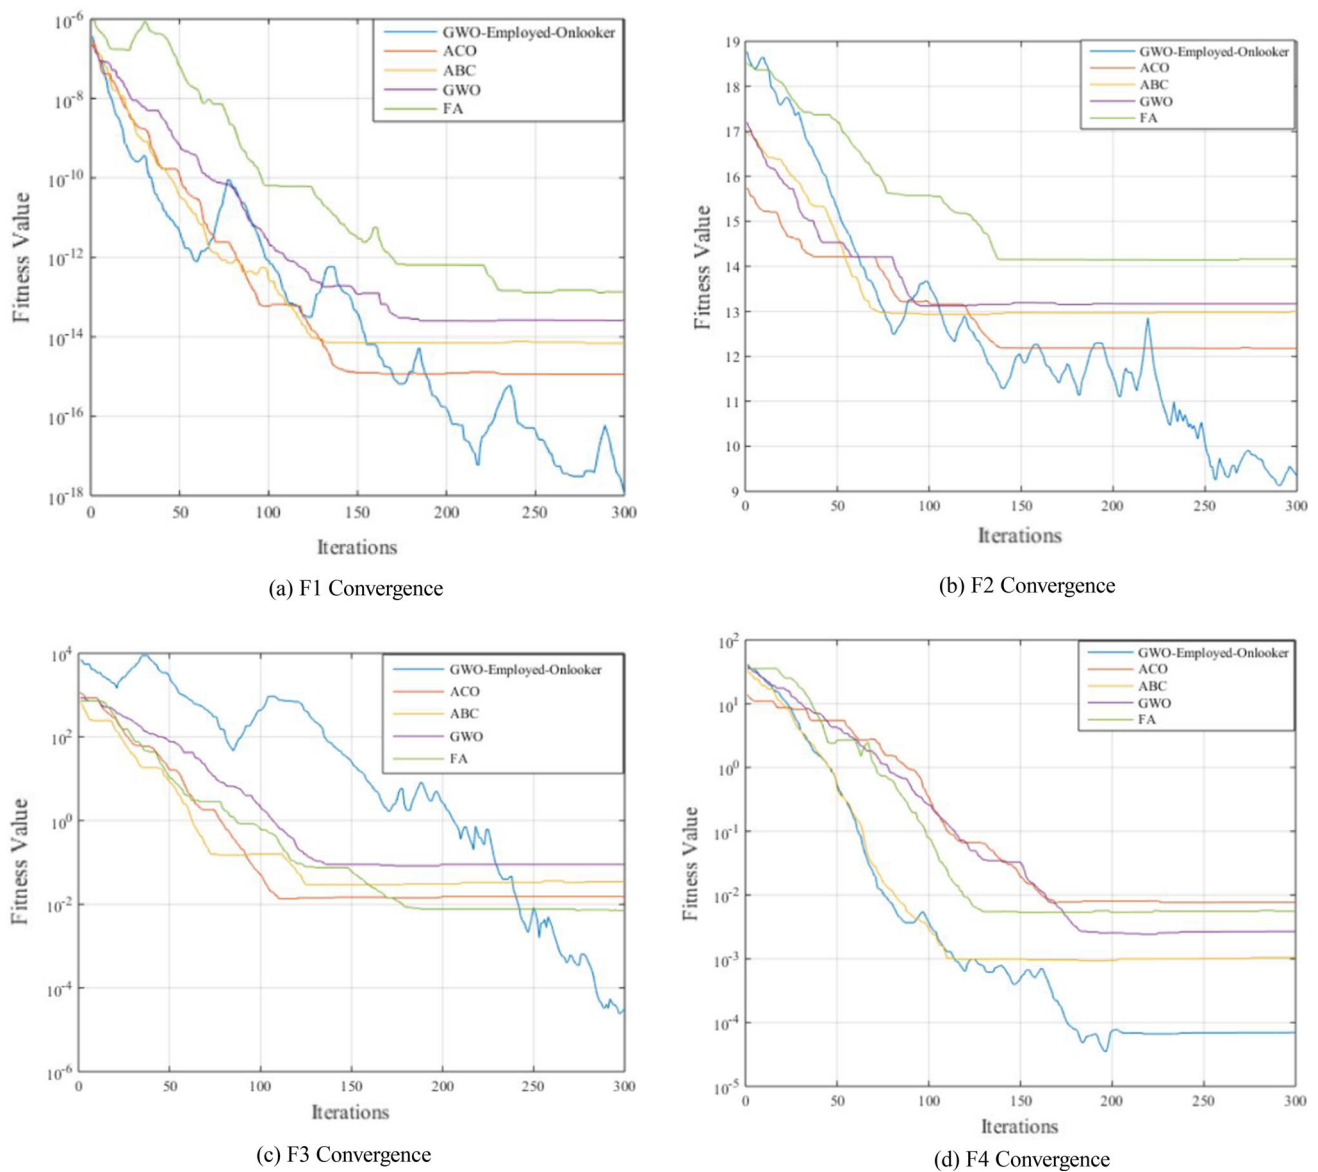 10^-6
10^-8
10^-10
10^-12
10^-14
10^-16
10^-18
Fitness Value
GWO-Employed-Onlooker
ACO
ABC
GWO
FA
0 50 100 150 200 250 300
Iterations
(a) F1 Convergence
19
18
17
16
15
14
13
12
11
10
9
Fitness Value
GWO-Employed-Onlooker
ACO
ABC
GWO
FA
0 50 100 150 200 250 300
Iterations
(b) F2 Convergence
10^4
10^2
10^0
10^-2
10^-4
10^-6
Fitness Value
GWO-Employed-Onlooker
ACO
ABC
GWO
FA
0 50 100 150 200 250 300
Iterations
(c) F3 Convergence
10^2
10^1
10^0
10^-1
10^-2
10^-3
10^-4
10^-5
Fitness Value
GWO-Employed-Onlooker
ACO
ABC
GWO
FA
0 50 100 150 200 250 300
Iterations
(d) F4 Convergence